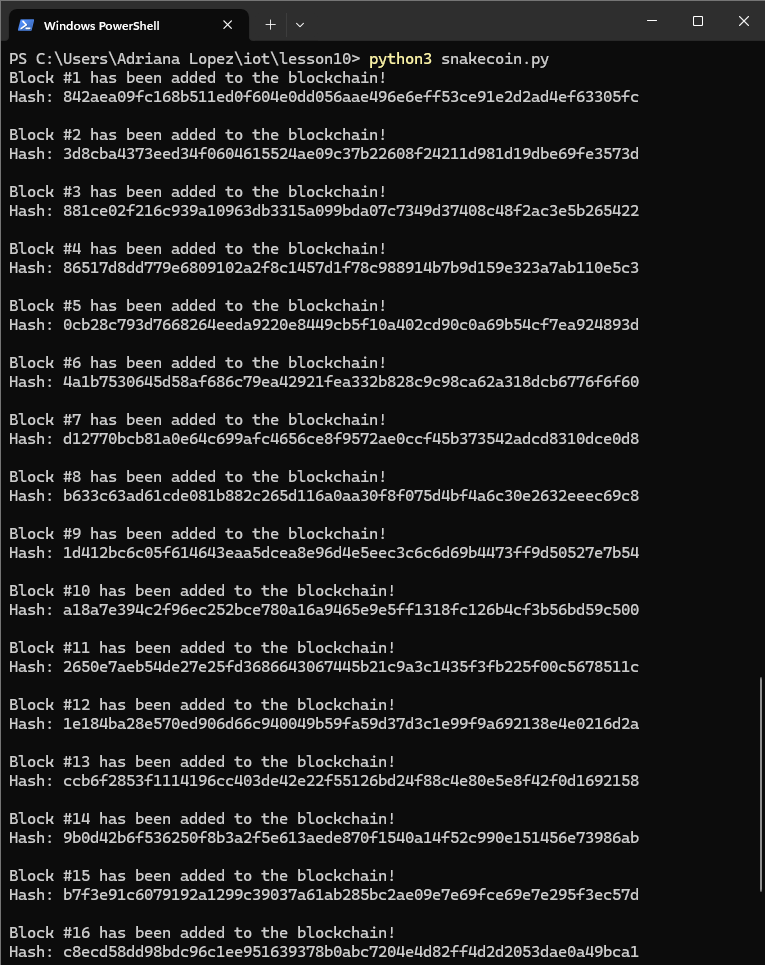 Windows PowerShell
PS C:\Users\Adriana Lopez\iot\lesson10> python3 snakecoin.py
Block #1 has been added to the blockchain!
Hash: 842aea09fc168b511ed0f604e0dd056aae496e6eff53ce91e2d2ad4ef63305fc
Block #2 has been added to the blockchain!
Hash: 3d8cba4373eed34f0604615524ae09c37b22608f24211d981d19dbe69fe3573d
Block #3 has been added to the blockchain!
Hash: 881ce02f216c939a10963db3315a099bda07c7349d37408c48f2ac3e5b265422
Block #4 has been added to the blockchain!
Hash: 86517d8dd779e6809102a2f8c1457d1f78c988914b7b9d159e323a7ab110e5c3
Block #5 has been added to the blockchain!
Hash: 0cb28c793d7668264eeda9220e8449cb5f10a402cd90c0a69b54cf7ea924893d
Block #6 has been added to the blockchain!
Hash: 4a1b7530645d58af686c79ea42921fea332b828c9c98ca62a318dcb6776f6f60
Block #7 has been added to the blockchain!
Hash: d12770bcb81a0e64c699afc4656ce8f9572ae0ccf45b373542adcd8310dce0d8
Block #8 has been added to the blockchain!
Hash: b633c63ad61cde081b882c265d116a0aa30f8f075d4bf4a6c30e2632eeec69c8
Block #9 has been added to the blockchain!
Hash: 1d412bc6c05f614643eaa5dcea8e96d4e5eec3c6c6d69b4473ff9d50527e7b54
Block #10 has been added to the blockchain!
Hash: a18a7e394c2f96ec252bce780a16a9465e9e5ff1318fc126b4cf3b56bd59c500
Block #11 has been added to the blockchain!
Hash: 2650e7aeb54de27e25fd3686643067445b21c9a3c1435f3fb225f00c5678511c
Block #12 has been added to the blockchain!
Hash: 1e184ba28e570ed906d66c940049b59fa59d37d3c1e99f9a692138e4e0216d2a
Block #13 has been added to the blockchain!
Hash: ccb6f2853f1114196cc403de42e22f55126bd24f88c4e80e5e8f42f0d1692158
Block #14 has been added to the blockchain!
Hash: 9b0d42b6f536250f8b3a2f5e613aede870f1540a14f52c990e151456e73986ab
Block #15 has been added to the blockchain!
Hash: b7f3e91c6079192a1299c39037a61ab285bc2ae09e7e69fce69e7e295f3ec57d
Block #16 has been added to the blockchain!
Hash: c8ecd58dd98bdc96c1ee951639378b0abc7204e4d82ff4d2d2053dae0a49bca1